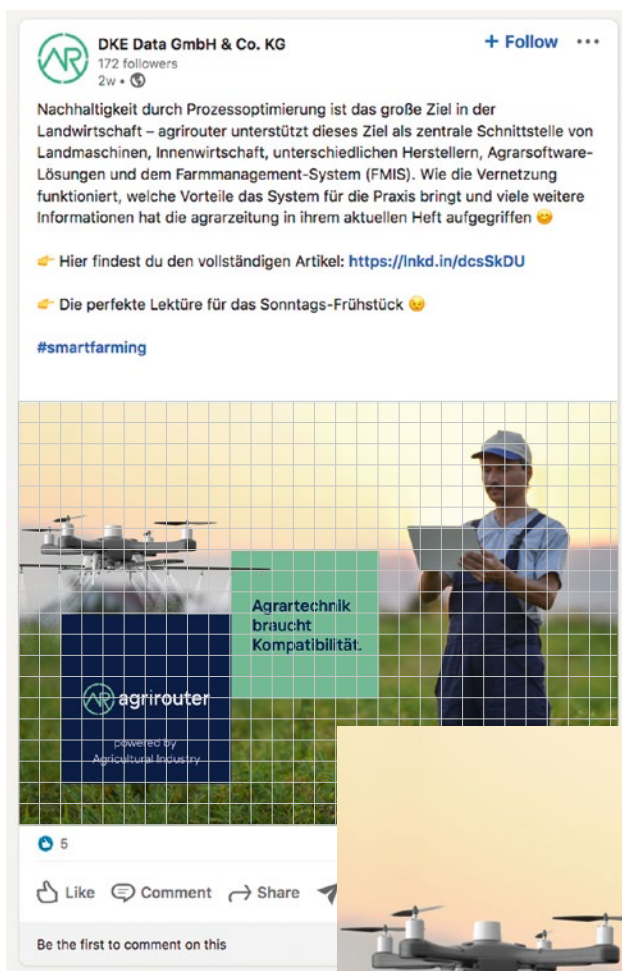 DKE Data GmbH & Co. KG
+ Follow
172 followers
2w •
Nachhaltigkeit durch Prozessoptimierung ist das große Ziel in der
Landwirtschaft – agrirouter unterstützt dieses Ziel als zentrale Schnittstelle von
Landmaschinen, Innenwirtschaft, unterschiedlichen Herstellern, Agrarsoftware-
Lösungen und dem Farmmanagement-System (FMIS). Wie die Vernetzung
funktioniert, welche Vorteile das System für die Praxis bringt und viele weitere
Informationen hat die agrarzeitung in ihrem aktuellen Heft aufgegriffen 😊
👉 Hier findest du den vollständigen Artikel: https://lnkd.in/dcsSkDU
👉 Die perfekte Lektüre für das Sonntags-Frühstück 😉
#smartfarming
Agrartechnik
braucht
Kompatibilität.
AR agrirouter
powered by
Agricultural Industry
5
Like Comment Share
Be the first to comment on this